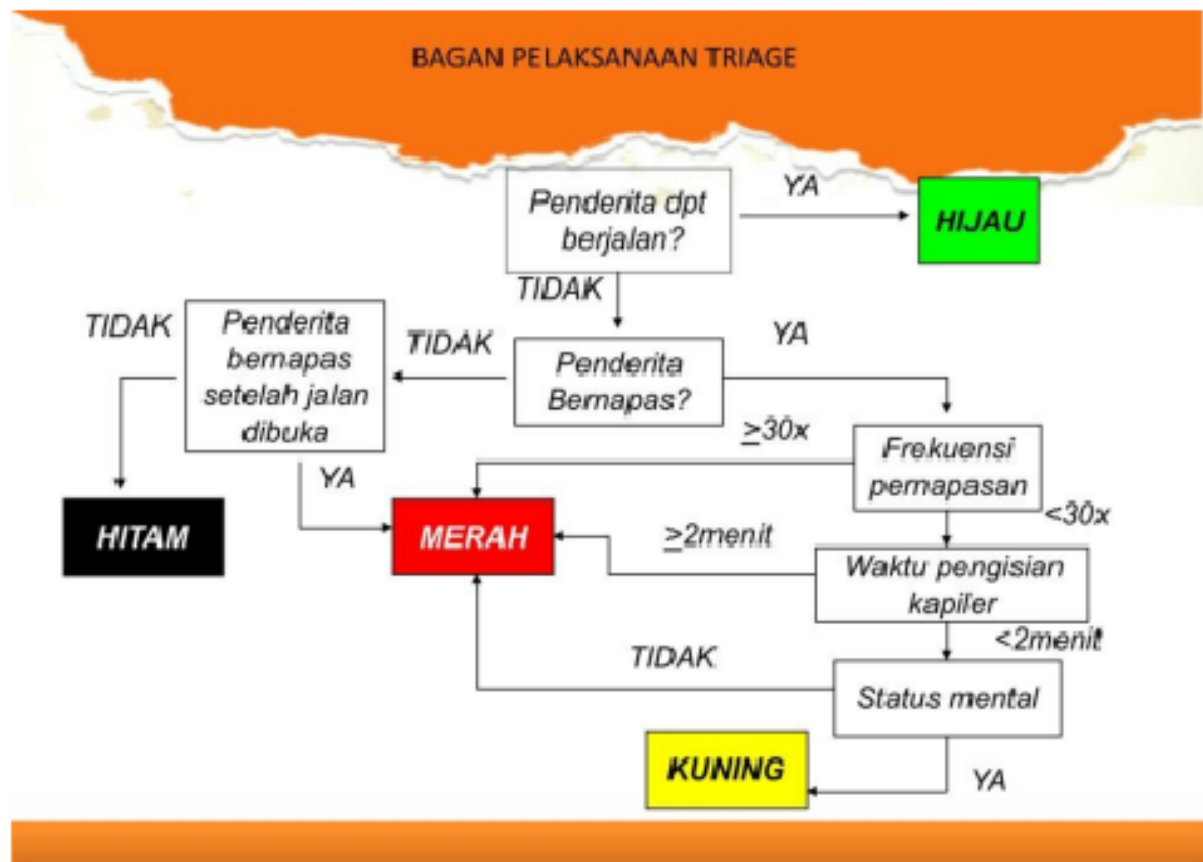 BAGAN PELAKSANAAN TRIAGE
Penderita dpt
berjalan?
YA
HIJAU
TIDAK
Penderita
Bernapas?
TIDAK
YA
Penderita
bernapas
setelah jalan
dibuka
TIDAK
YA
HITAM
MERAH
≥30x
Frekuensi
pernapasan
<30x
≥2menit
Waktu pengisian
kapiler
<2menit
TIDAK
Status mental
KUNING
YA